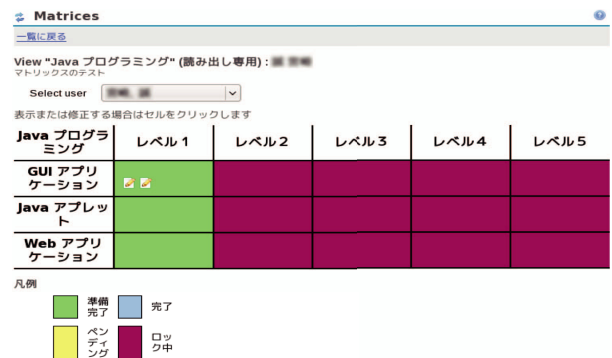 Matrices
一覧に戻る
View "Java プログラミング" (読み出し専用) :
マトリックスのテスト
Select user
表示または修正する場合はセルをクリックします
Java プログラ
ミング
レベル 1
レベル 2
レベル 3
レベル 4
レベル 5
GUI アプリ
ケーション
Java アプレッ
ト
Web アプリ
ケーション
凡例
準備
完了
完了
ペン
ディ
ング
ロッ
ク中